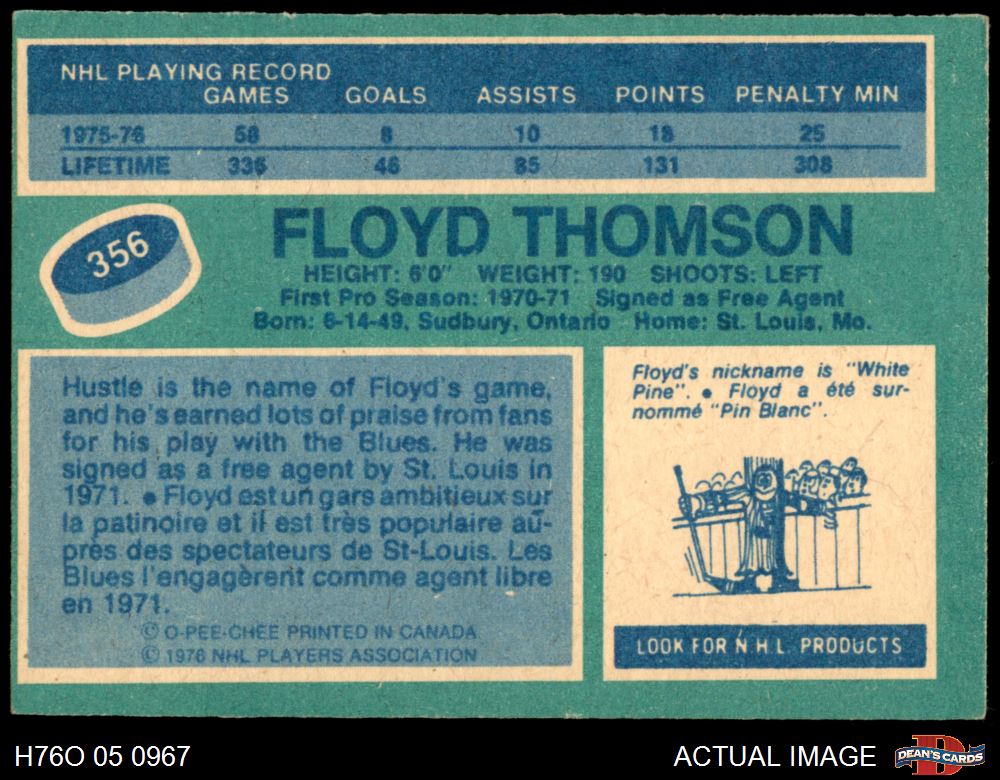 NHL PLAYING RECORD
GAMES GOALS ASSISTS POINTS PENALTY MIN
1975-76 58 8 10 18 25
LIFETIME 336 46 85 131 308
356
FLOYD THOMSON
HEIGHT: 6'0" WEIGHT: 190 SHOOTS: LEFT
First Pro Season: 1970-71 Signed as Free Agent
Born: 6-14-49, Sudbury, Ontario Home: St. Louis, Mo.
Hustle is the name of Floyd's game,
and he's earned lots of praise from fans
for his play with the Blues. He was
signed as a free agent by St. Louis in
1971. • Floyd est un gars ambitieux sur
la patinoire et il est très populaire au-
près des spectateurs de St-Louis. Les
Blues l'engagèrent comme agent libre
en 1971.
© O-PEE-CHEE PRINTED IN CANADA
© 1976 NHL PLAYERS ASSOCIATION
Floyd's nickname is "White
Pine". • Floyd a été sur-
nommé "Pin Blanc".
LOOK FOR N.H.L. PRODUCTS
H76O 05 0967
ACTUAL IMAGE
DEAN'S CARDS